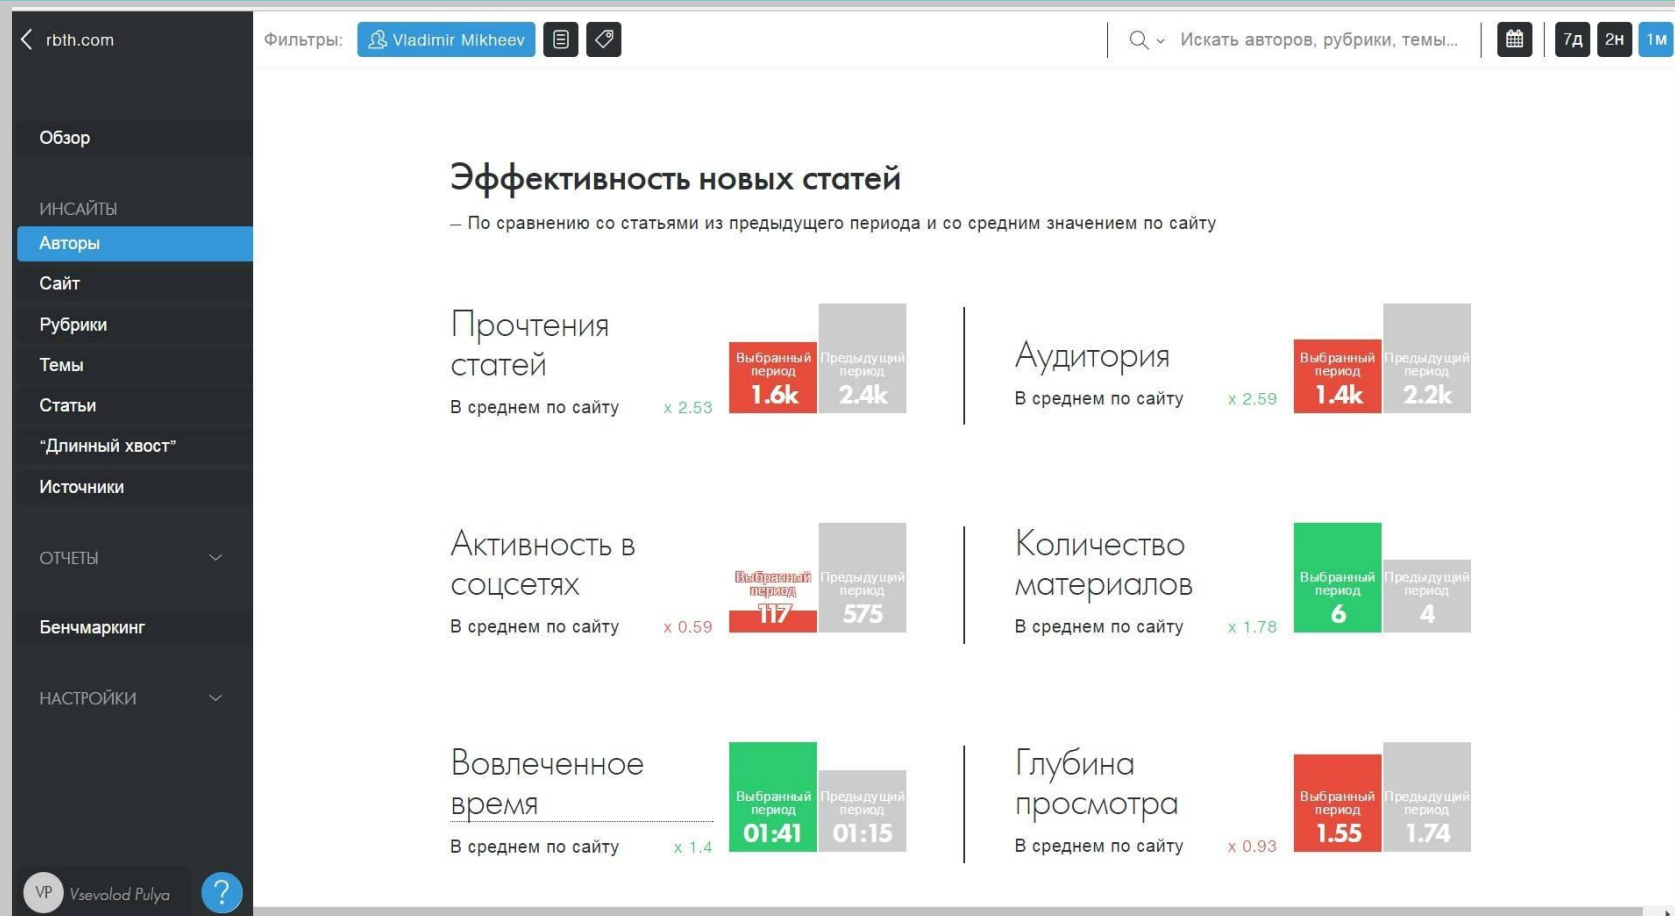 rbth.com
Фильтры:
Vladimir Mikheev
Искать авторов, рубрики, темы...
7д
2н
1м
Обзор
ИНСАЙТЫ
Авторы
Сайт
Рубрики
Темы
Статьи
“Длинный хвост”
Источники
ОТЧЕТЫ
Бенчмаркинг
НАСТРОЙКИ
VP
Vsevolod Pulya
?
Эффективность новых статей
– По сравнению со статьями из предыдущего периода и со средним значением по сайту
Прочтения
статей
В среднем по сайту
x 2.53
Выбранный
период
1.6k
Предыдущий
период
2.4k
Аудитория
В среднем по сайту
x 2.59
Выбранный
период
1.4k
Предыдущий
период
2.2k
Активность в
соцсетях
В среднем по сайту
x 0.59
Выбранный
период
117
Предыдущий
период
575
Количество
материалов
В среднем по сайту
x 1.78
Выбранный
период
6
Предыдущий
период
4
Вовлеченное
время
В среднем по сайту
x 1.4
Выбранный
период
01:41
Предыдущий
период
01:15
Глубина
просмотра
В среднем по сайту
x 0.93
Выбранный
период
1.55
Предыдущий
период
1.74